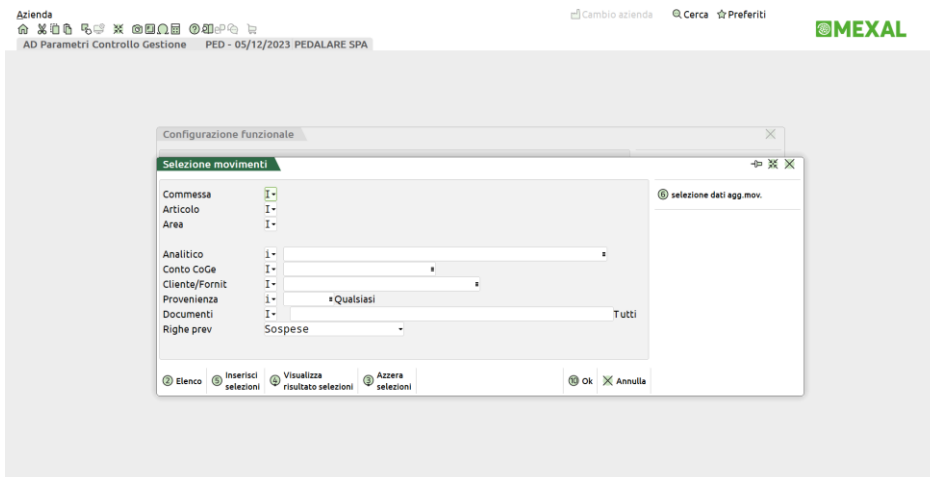 Azienda
Cambio azienda Cerca Preferiti
MEXAL
AD Parametri Controllo Gestione PED - 05/12/2023 PEDALARE SPA
Configurazione funzionale
Selezione movimenti
Commessa I
6 selezione dati agg.mov.
Articolo I
Area I
Analitico i
Conto CoGe I
Cliente/Fornit I
Provenienza i Qualsiasi
Documenti I Tutti
Righe prev Sospese
2 Elenco 5 Inserisci selezioni 4 Visualizza risultato selezioni 3 Azzera selezioni 10 Ok Annulla